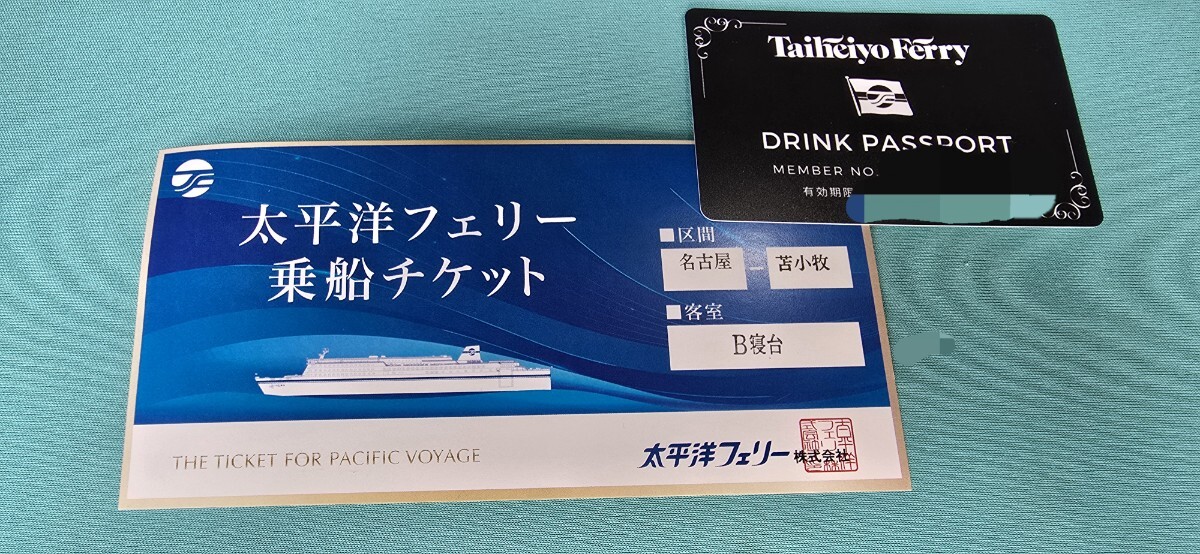 Taiheiyo Ferry
DRINK PASSPORT
MEMBER NO.
有効期限
太平洋フェリー
乗船チケット
■区間
名古屋 - 苫小牧
■客室
B寝台
THE TICKET FOR PACIFIC VOYAGE
太平洋フェリー株式会社